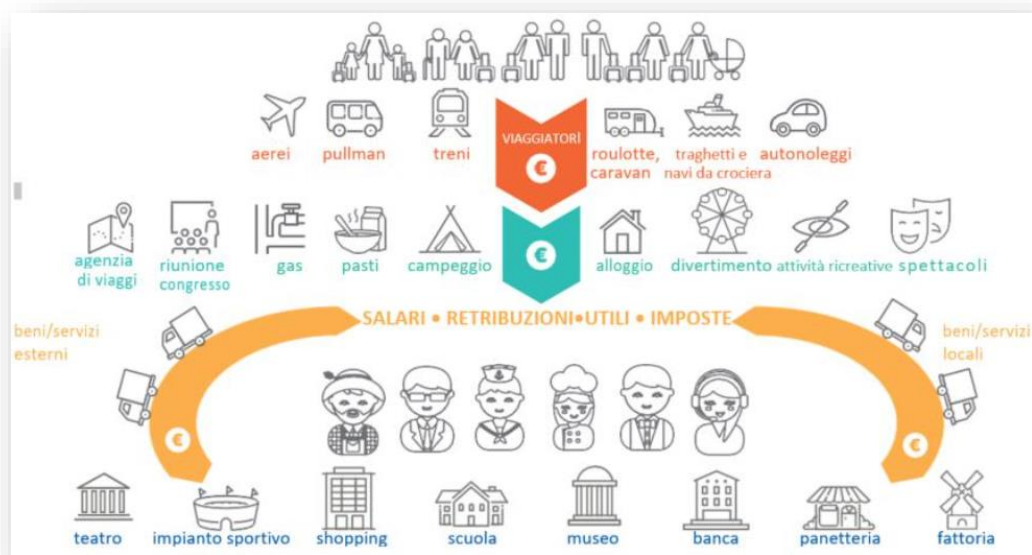 VIAGGIATORI
€
aerei
pullman
treni
roulotte,
caravan
traghetti e
navi da crociera
autonoleggi
€
agenzia
di viaggi
riunione
congresso
gas
pasti
campeggio
alloggio
divertimento
attività ricreative
spettacoli
SALARI • RETRIBUZIONI•UTILI • IMPOSTE
beni/servizi
esterni
beni/servizi
locali
€
€
teatro
impianto sportivo
shopping
scuola
museo
banca
panetteria
fattoria